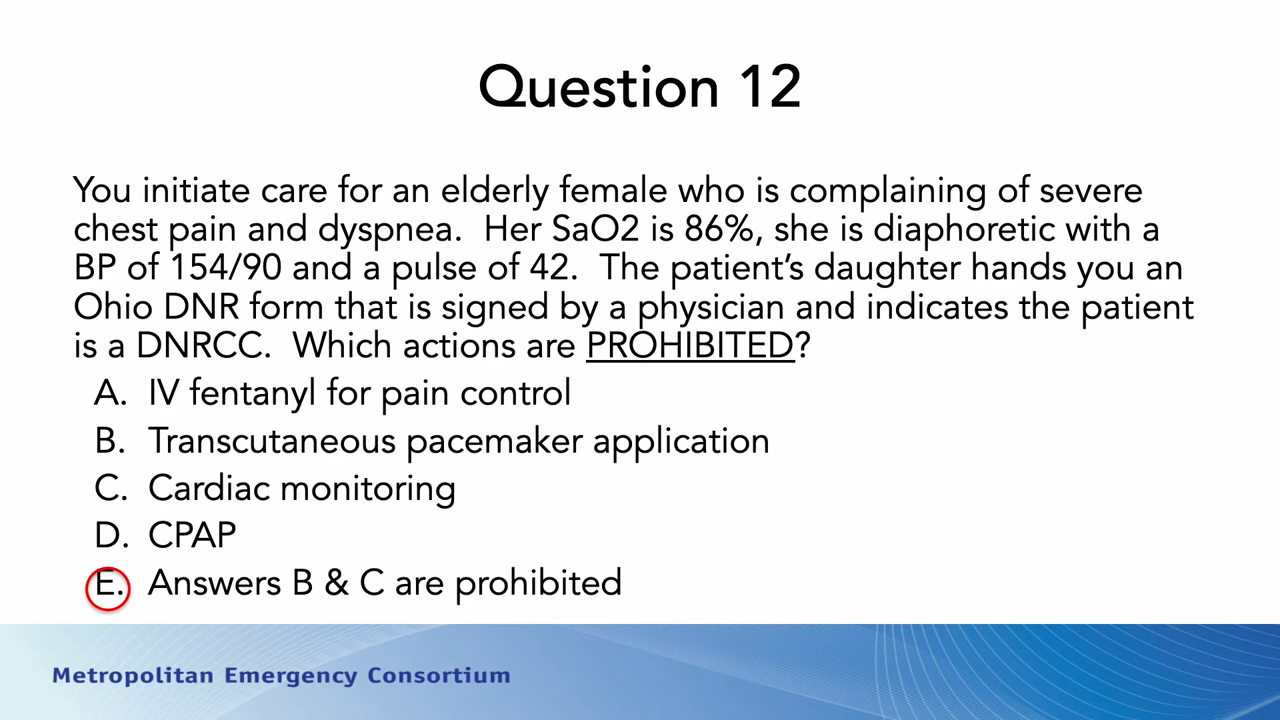 Question 12
You initiate care for an elderly female who is complaining of severe
chest pain and dyspnea.  Her SaO2 is 86%, she is diaphoretic with a
BP of 154/90 and a pulse of 42.  The patient’s daughter hands you an
Ohio DNR form that is signed by a physician and indicates the patient
is a DNRCC.  Which actions are PROHIBITED?
A. IV fentanyl for pain control
B. Transcutaneous pacemaker application
C. Cardiac monitoring
D. CPAP
E. Answers B & C are prohibited
Metropolitan Emergency Consortium